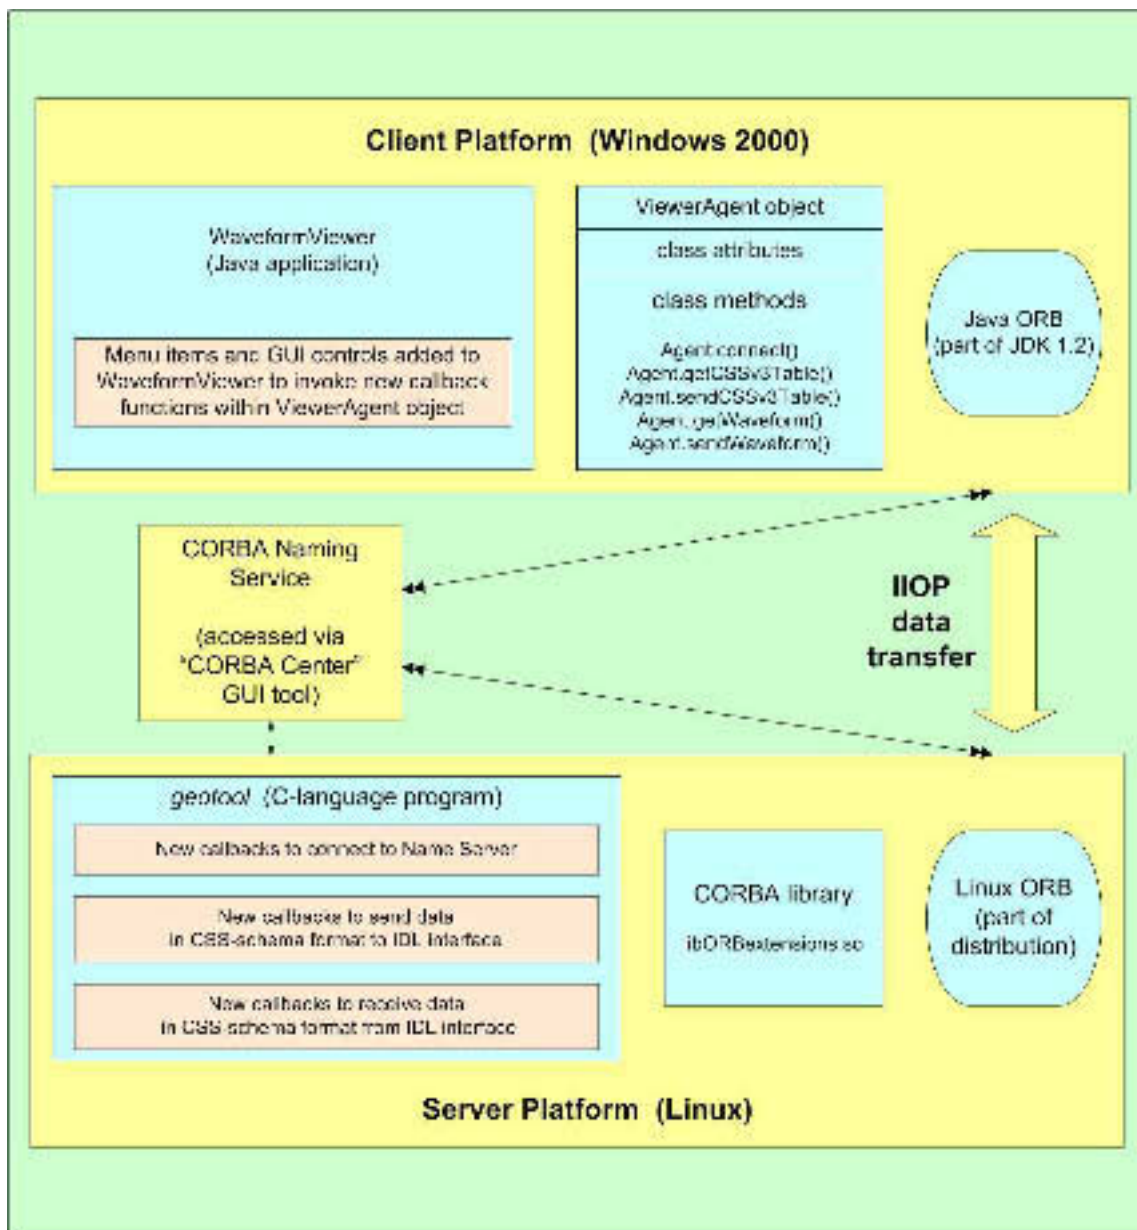 Client Platform (Windows 2000)
WaveformViewer
(Java application)
Menu items and GUI controls added to
WaveformViewer to invoke new callback
functions within ViewerAgent object
ViewerAgent object
class attributes
class methods
Agent.connect()
Agent.getCSSv3Table()
Agent.sendCSSv3Table()
Agent.getWaveform()
Agent.sendWaveform()
Java ORB
(part of JDK 1.2)
CORBA Naming
Service
(accessed via
"CORBA Center"
GUI tool)
IIOP
data
transfer
geotool (C-language program)
New callbacks to connect to Name Server
New callbacks to send data
in CSS-schema format to IDL interface
New callbacks to receive data
in CSS-schema format from IDL interface
CORBA library
libORBextensions.so
Linux ORB
(part of
distribution)
Server Platform (Linux)